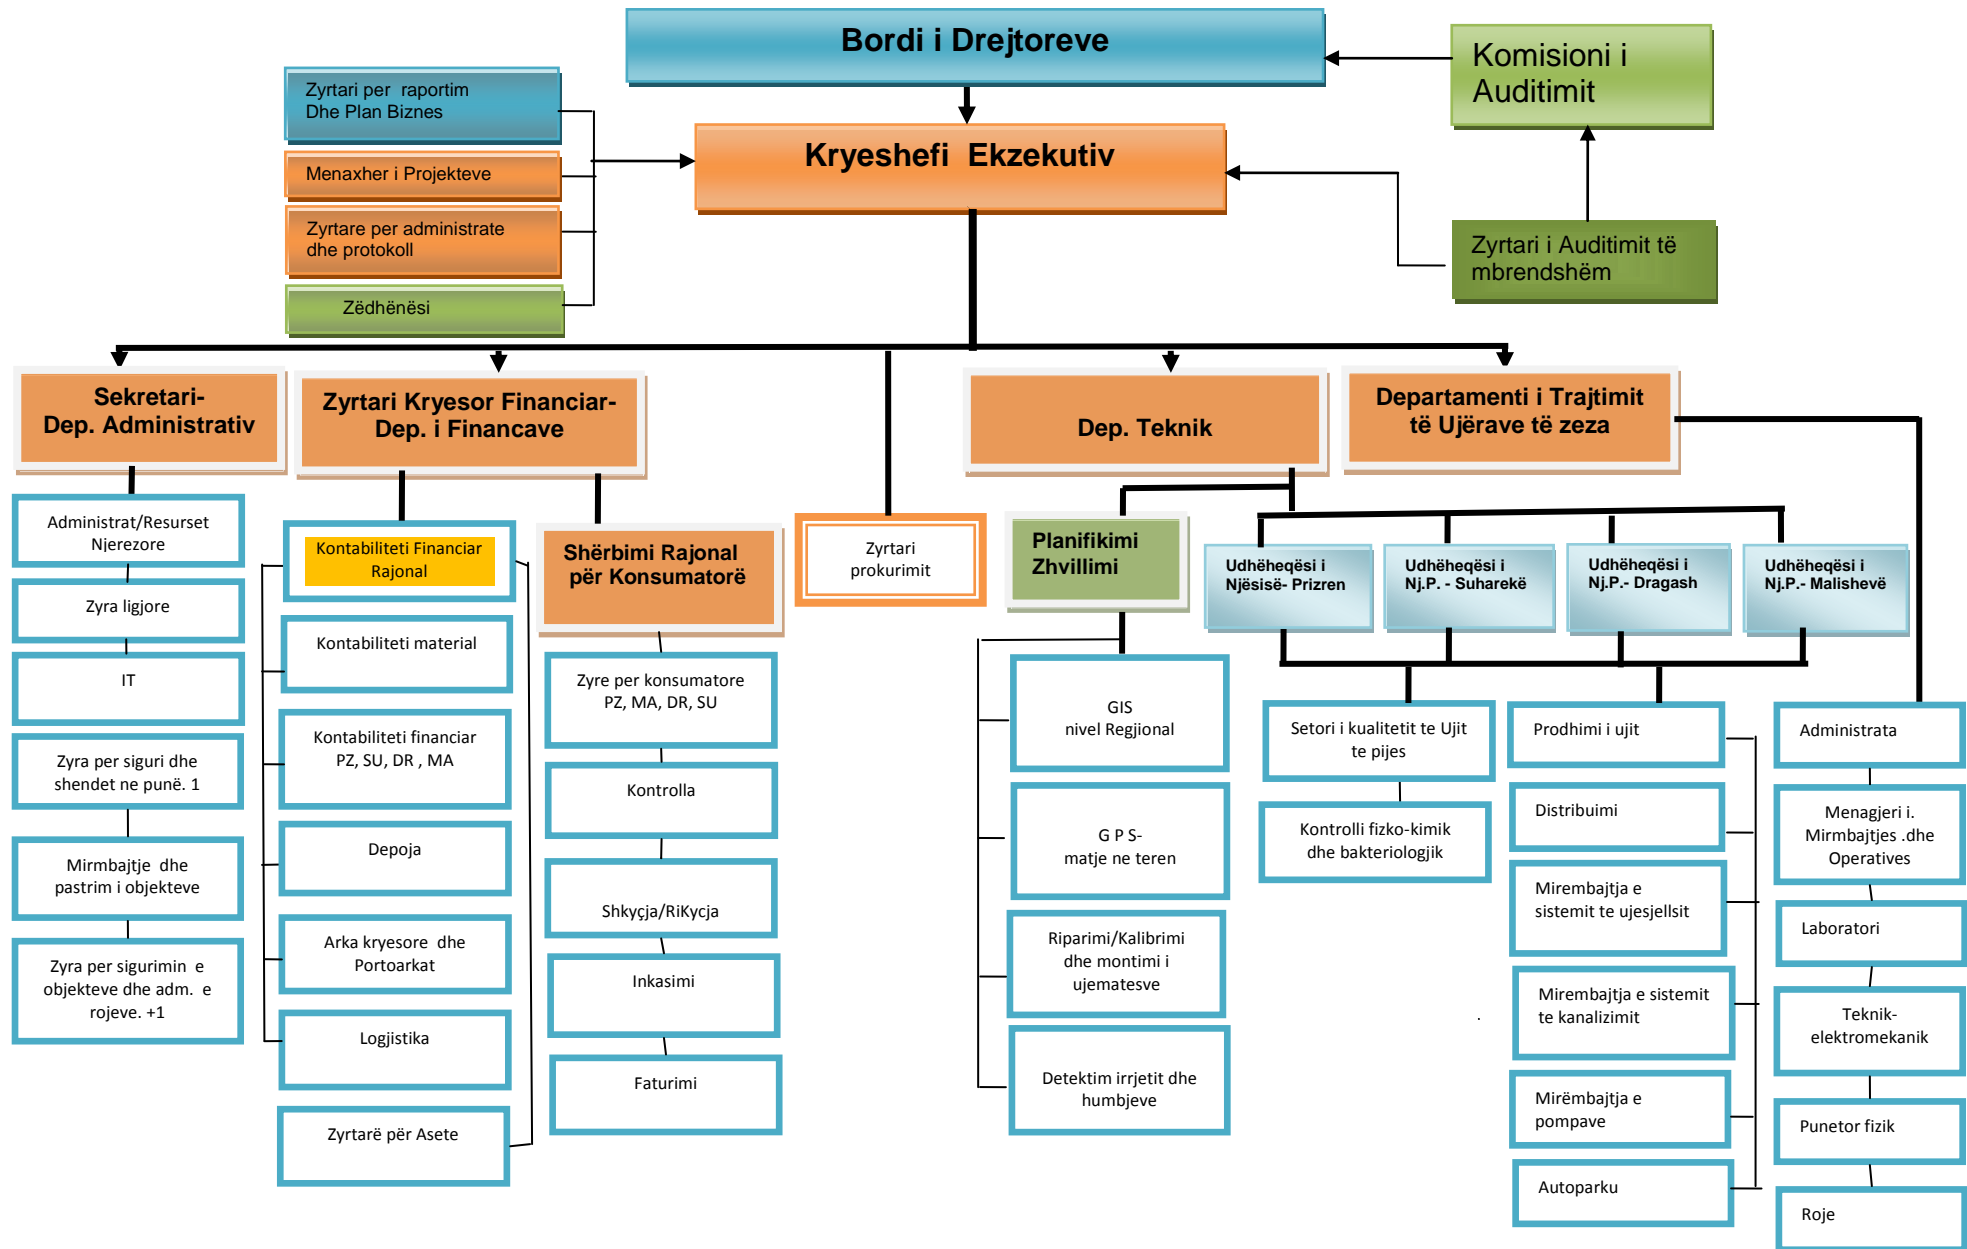 Bordi i Drejtoreve
Komisioni i
Auditimit
Zyrtari per  raportim
Dhe Plan Biznes
Kryeshefi  Ekzekutiv
Menaxher i Projekteve
Zyrtare per administrate
dhe protokoll
Zëdhënësi
Zyrtari i Auditimit të
mbrendshëm
Sekretari-
Dep. Administrativ
Zyrtari Kryesor Financiar-
Dep. i Financave
Dep. Teknik
Departamenti i Trajtimit
të Ujërave të zeza
Administrat/Resurset
Njerezore
Zyra ligjore
IT
Zyra per siguri dhe
shendet ne punë. 1
Mirmbajtje  dhe
pastrim i objekteve
Zyra per sigurimin  e
objekteve dhe adm.  e
rojeve. +1
Kontabiliteti Financiar
Rajonal
Kontabiliteti material
Kontabiliteti financiar
PZ, SU, DR , MA
Depoja
Arka kryesore  dhe
Portoarkat
Logjistika
Zyrtarë për Asete
Shërbimi Rajonal
për Konsumatorë
Zyre per konsumatore
PZ, MA, DR, SU
Kontrolla
Shkyçja/RiKycja
Inkasimi
Faturimi
Zyrtari
prokurimit
Planifikimi
Zhvillimi
GIS
nivel Regjional
G P S-
matje ne teren
Riparimi/Kalibrimi
dhe montimi i
ujematesve
Detektim irrjetit dhe
humbjeve
Udhëheqësi i
Njësisë- Prizren
Udhëheqësi i
Nj.P. - Suharekë
Udhëheqësi i
Nj.P.- Dragash
Udhëheqësi i
Nj.P.- Malishevë
Setori i kualitetit te Ujit
te pijes
Kontrolli fizko-kimik
dhe bakteriologjik
Prodhimi i ujit
Distribuimi
Mirembajtja e
sistemit te ujesjellsit
Mirembajtja e sistemit
te kanalizimit
Mirëmbajtja e
pompave
Autoparku
Administrata
Menagjeri i.
Mirmbajtjes .dhe
Operatives
Laboratori
Teknik-
elektromekanik
Punetor fizik
Roje
.